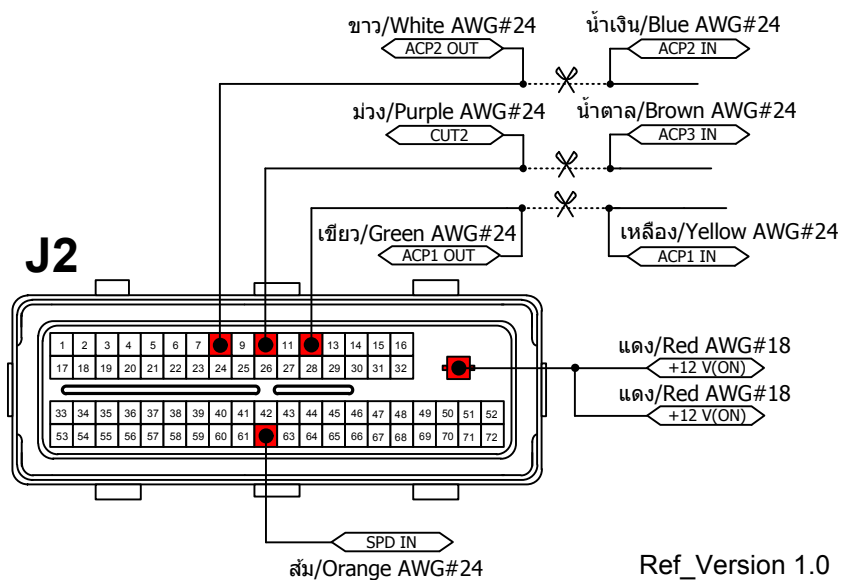 ขาว/White AWG#24 น้ำเงิน/Blue AWG#24
ACP2 OUT ACP2 IN
ม่วง/Purple AWG#24 น้ำตาล/Brown AWG#24
CUT2 ACP3 IN
เขียว/Green AWG#24 เหลือง/Yellow AWG#24
ACP1 OUT ACP1 IN
J2
1 2 3 4 5 6 7 9 11 13 14 15 16
17 18 19 20 21 22 23 24 25 26 27 28 29 30 31 32
แดง/Red AWG#18
+12 V(ON)
แดง/Red AWG#18
+12 V(ON)
33 34 35 36 37 38 39 40 41 42 43 44 45 46 47 48 49 50 51 52
53 54 55 56 57 58 59 60 61 63 64 65 66 67 68 69 70 71 72
SPD IN
ส้ม/Orange AWG#24
Ref_Version 1.0